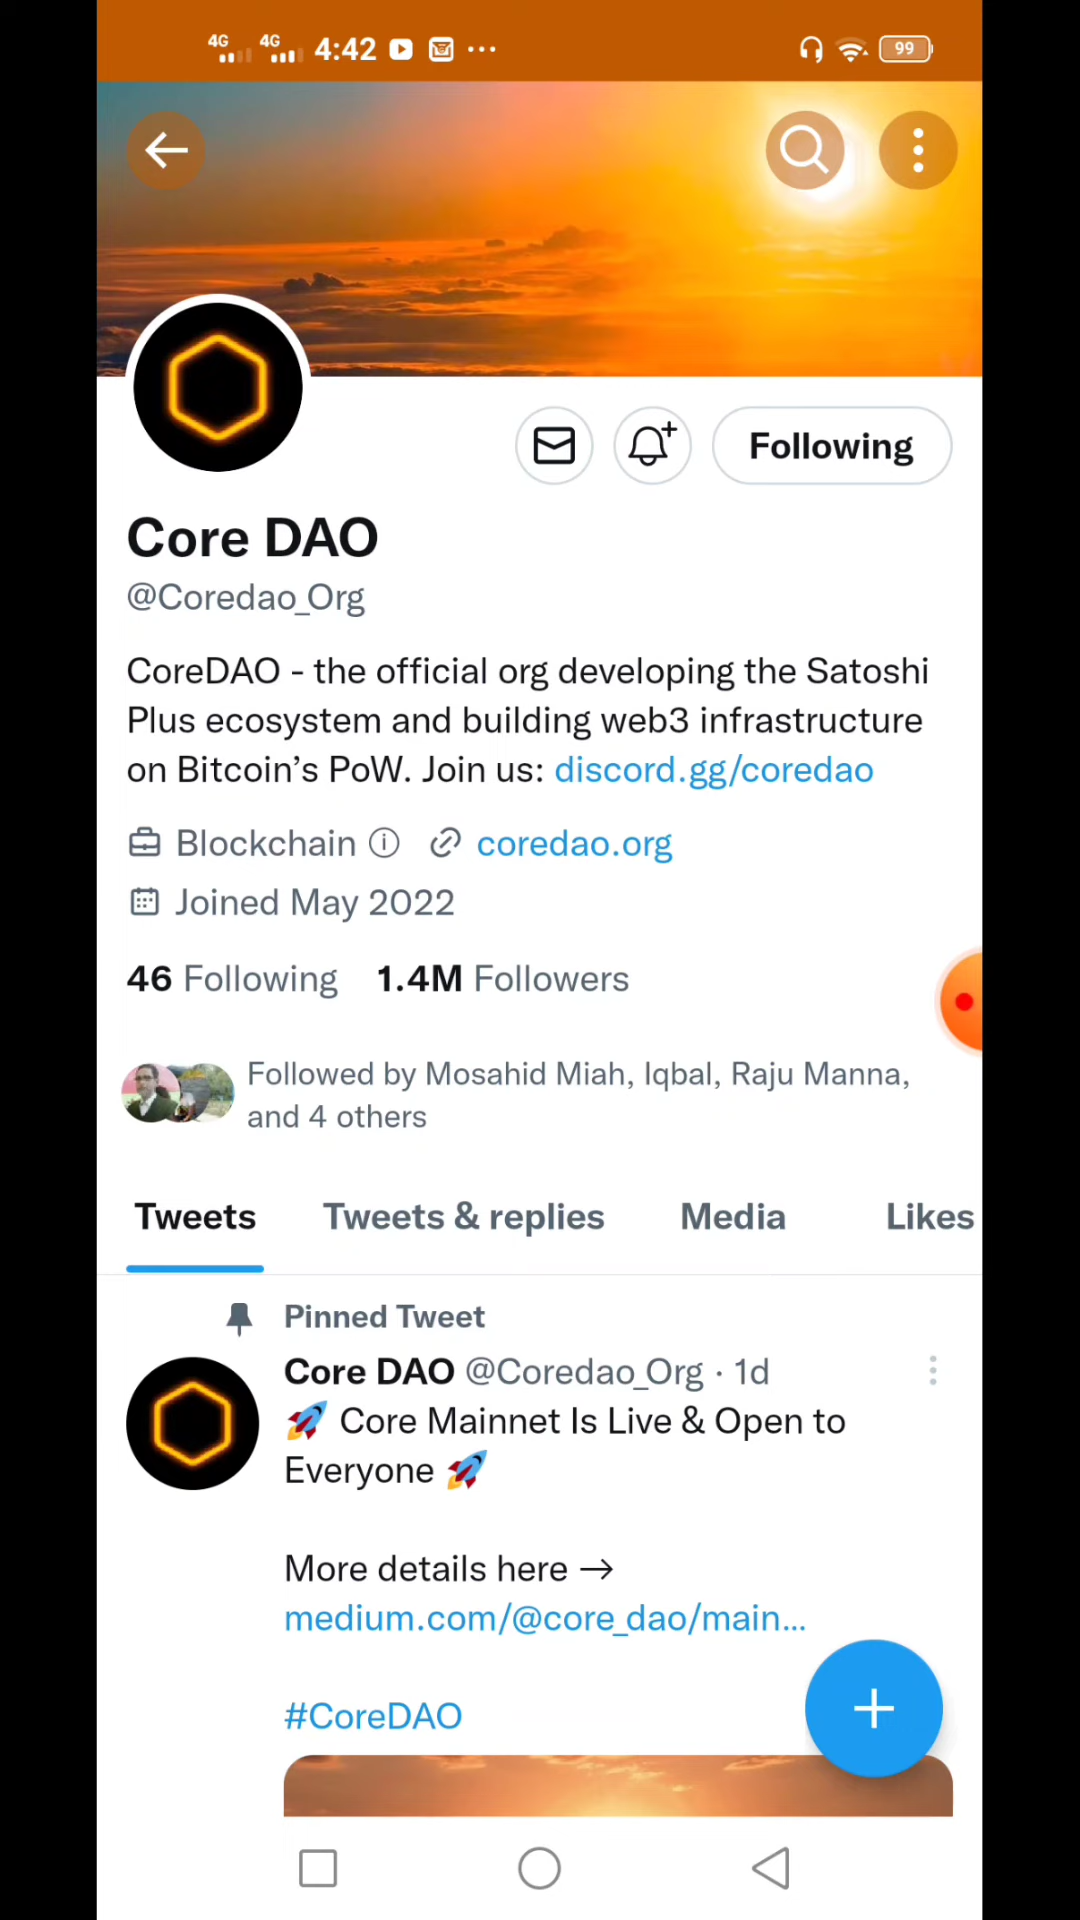 4G 4G 4:42 99
Following
Core DAO
@Coredao_Org
CoreDAO - the official org developing the Satoshi
Plus ecosystem and building web3 infrastructure
on Bitcoin’s PoW. Join us: discord.gg/coredao
Blockchain coredao.org
Joined May 2022
46 Following 1.4M Followers
Followed by Mosahid Miah, Iqbal, Raju Manna,
and 4 others
Tweets Tweets & replies Media Likes
Pinned Tweet
Core DAO @Coredao_Org · 1d
🚀 Core Mainnet Is Live & Open to
Everyone 🚀
More details here →
medium.com/@core_dao/main...
#CoreDAO